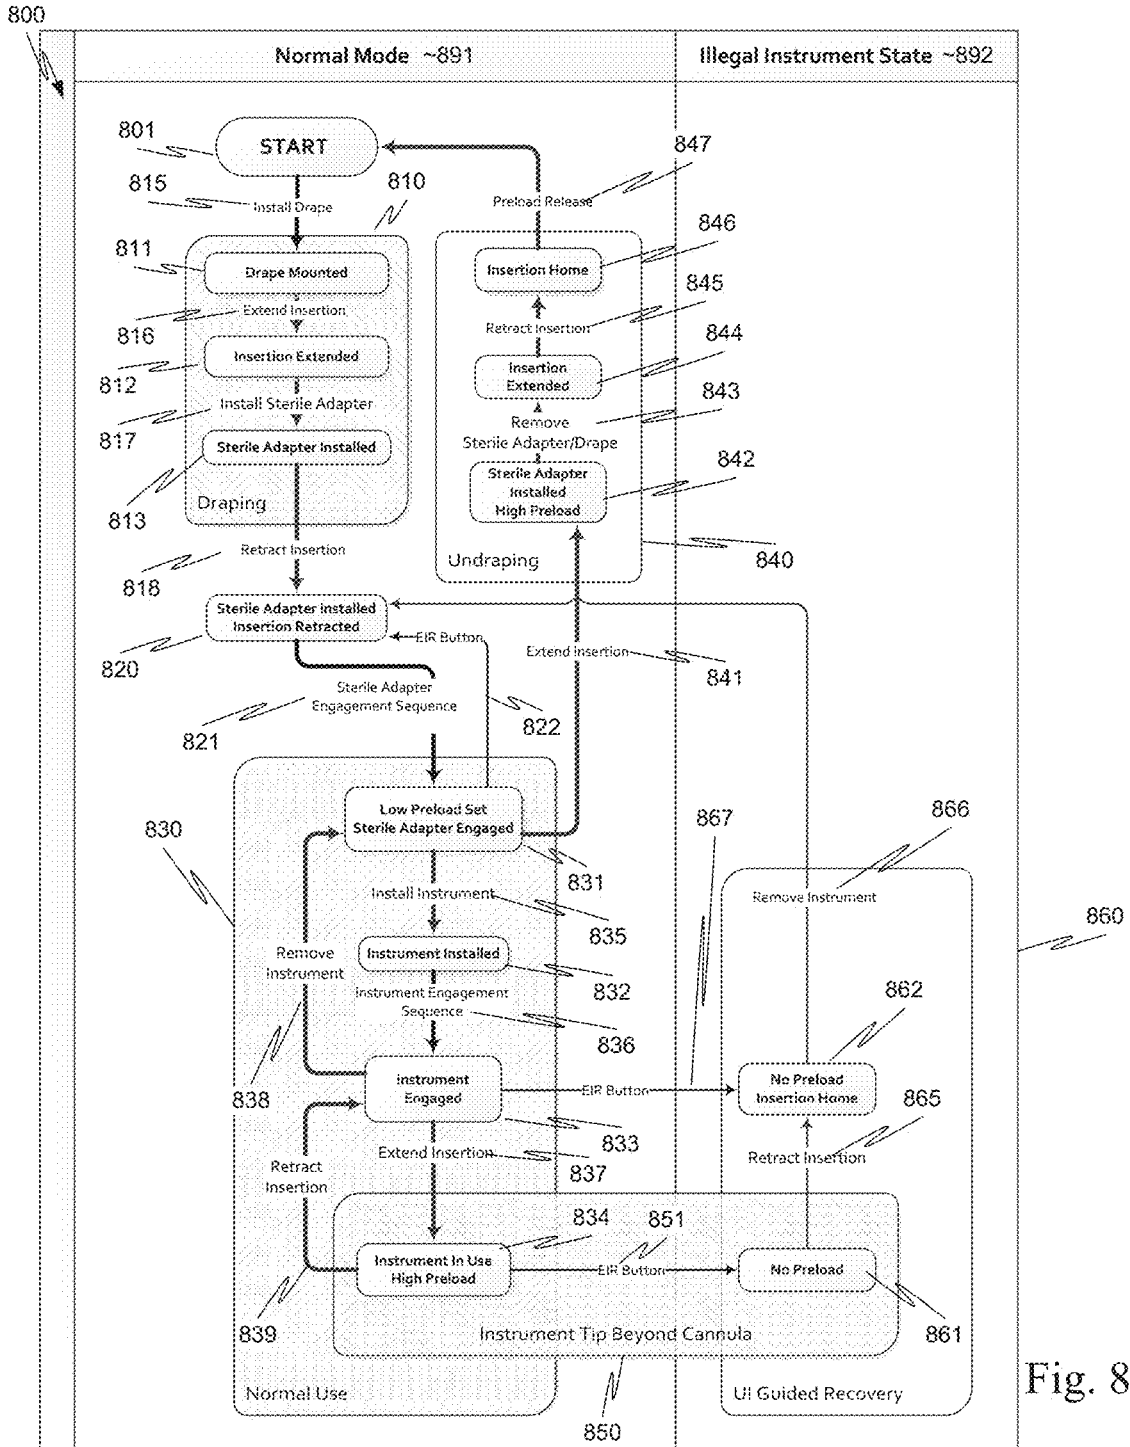 800
Normal Mode ~891
Illegal Instrument State ~892
801
START
847
815
810
Install Drape
Preload Release
811
846
Drape Mounted
Insertion Home
845
816
Extend Insertion
Retract Insertion
844
812
Insertion Extended
Insertion
Extended
843
817
Install Sterile Adapter
Remove
Sterile Adapter/Drape
842
Sterile Adapter Installed
Sterile Adapter
Installed
High Preload
813
Draping
840
Undraping
818
Retract Insertion
820
Sterile Adapter Installed
Insertion Retracted
EIR Button
Extend Insertion
841
821
Sterile Adapter
Engagement Sequence
822
830
Low Preload Set
Sterile Adapter Engaged
831
867
866
Install Instrument
835
Remove Instrument
860
Remove
Instrument
Instrument Installed
832
862
Instrument Engagement
Sequence
836
838
Instrument
Engaged
EIR Button
No Preload
Insertion Home
865
833
Extend Insertion
837
Retract Insertion
Retract
Insertion
834
851
Instrument In Use
High Preload
EIR Button
No Preload
839
861
Instrument Tip Beyond Cannula
Normal Use
850
UI Guided Recovery
Fig. 8